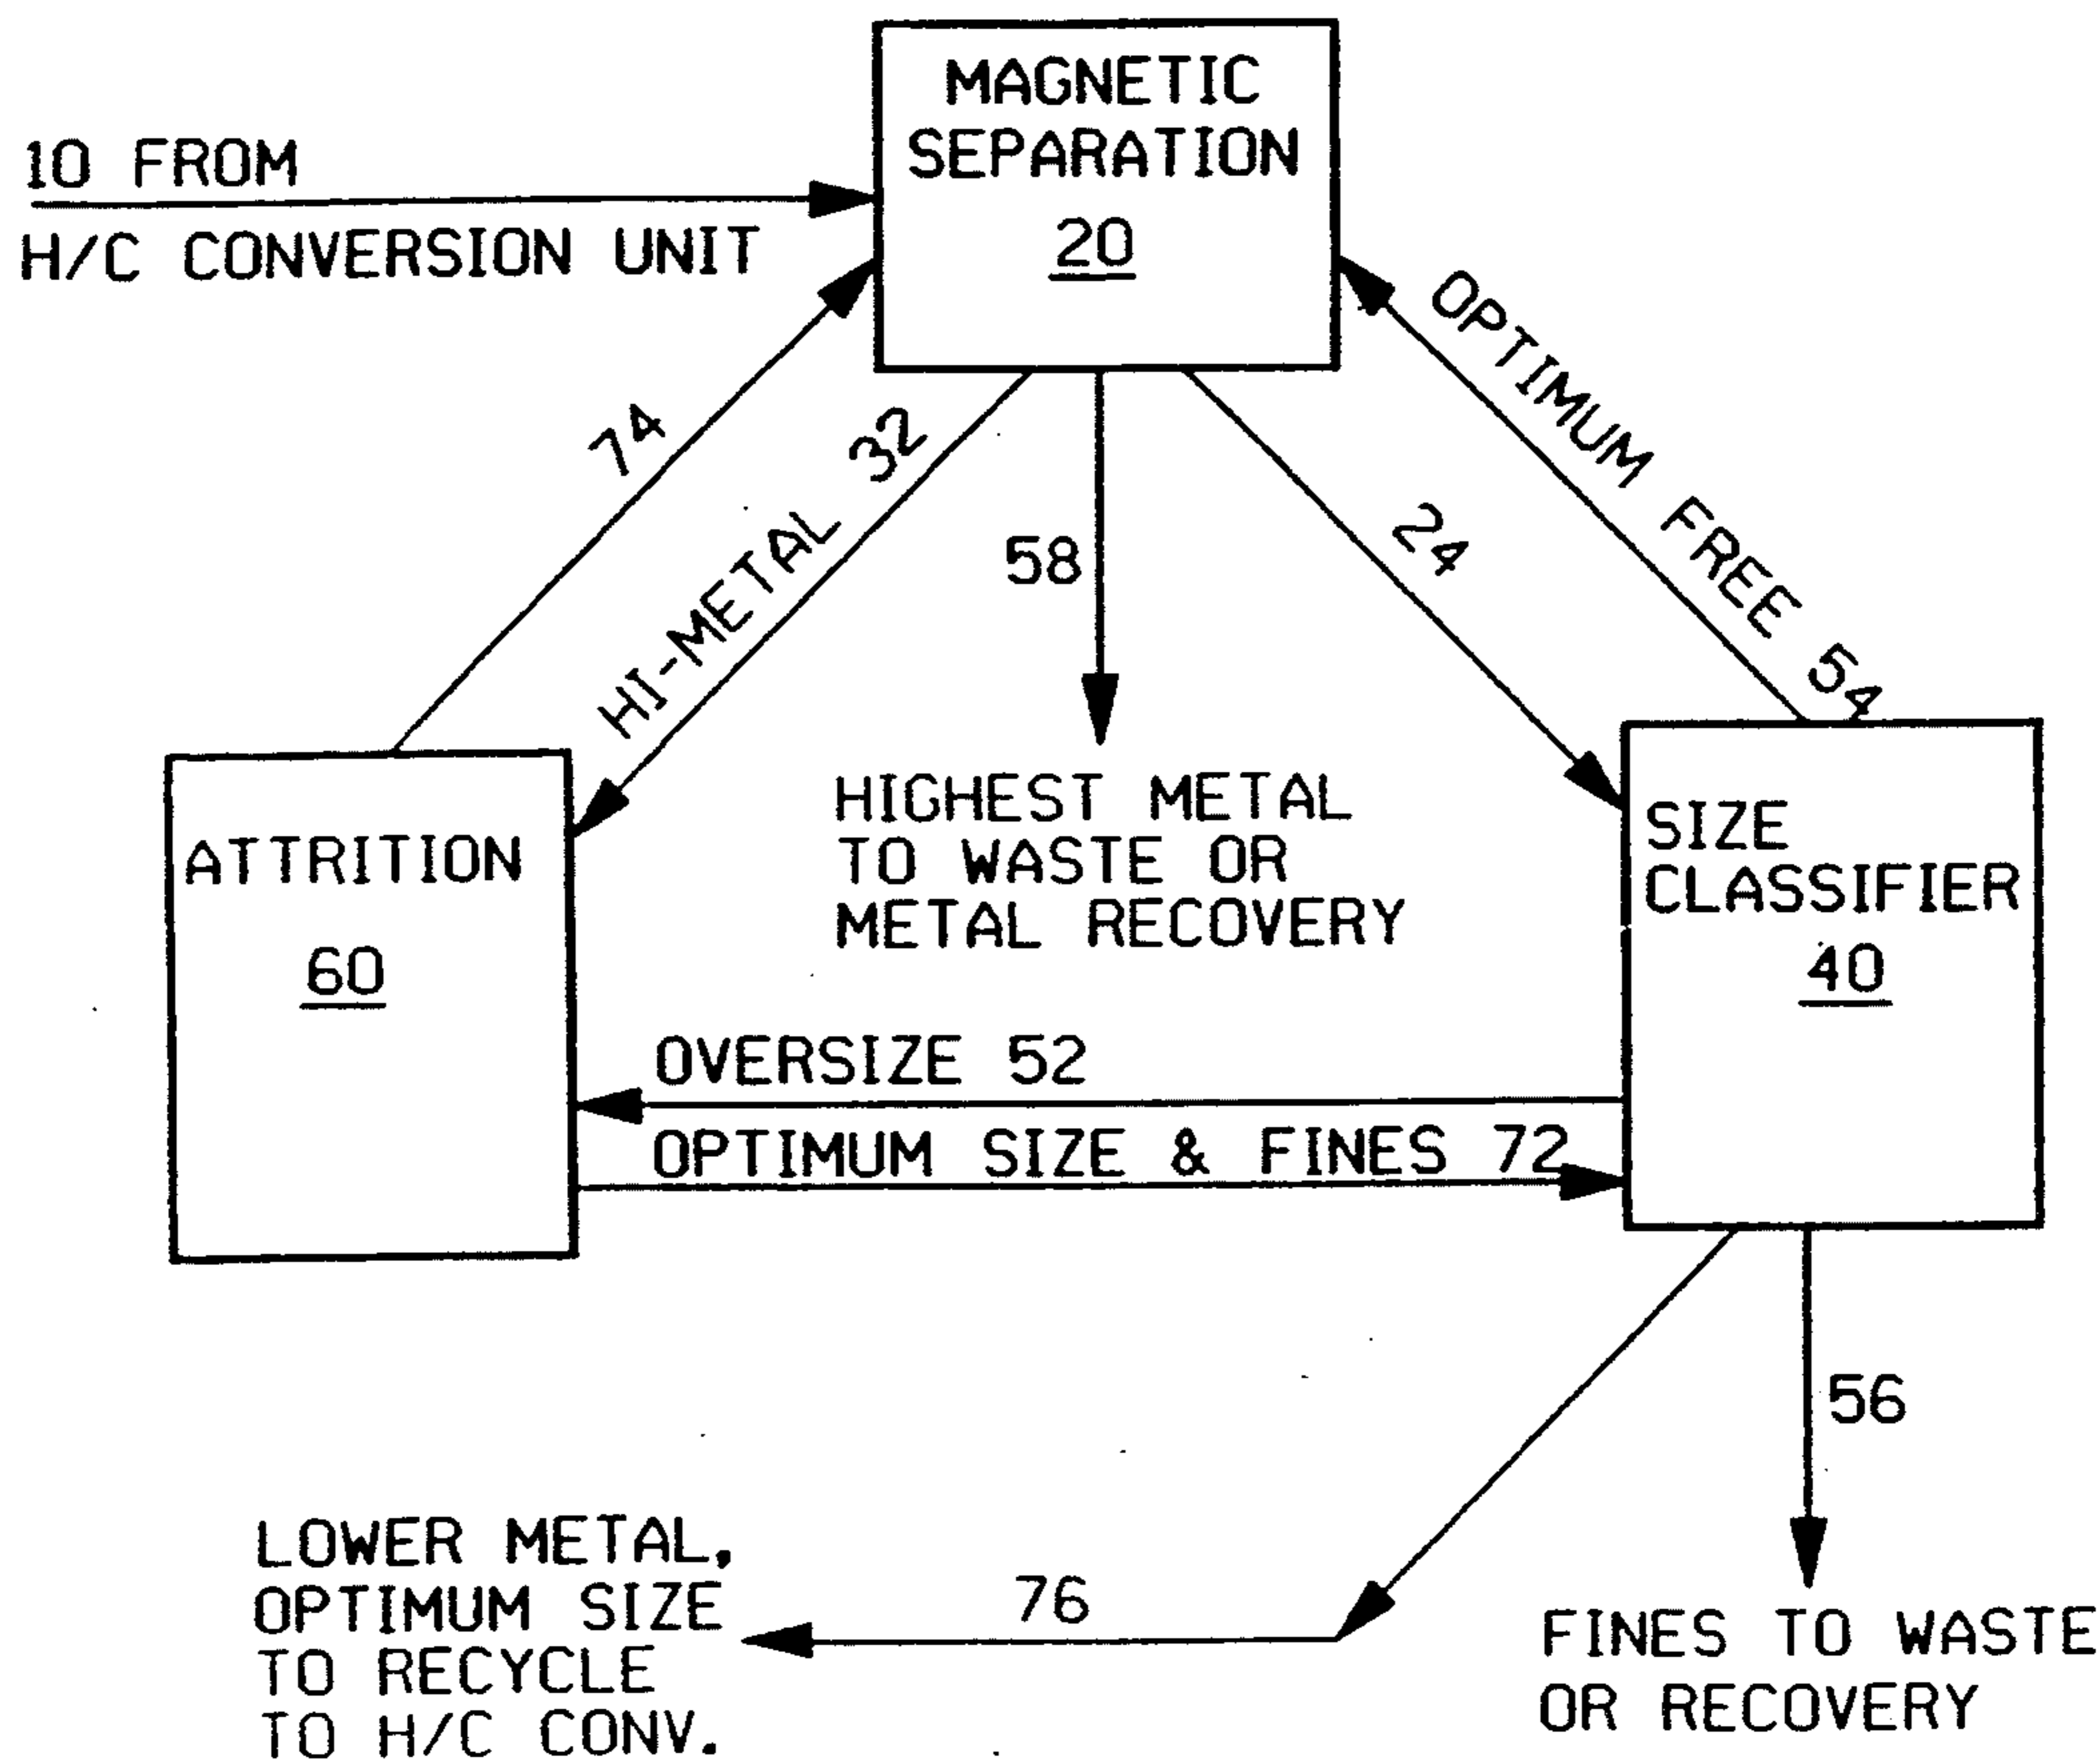 MAGNETIC
SEPARATION
20
10 FROM
H/C CONVERSION UNIT
OPTIMUM FREE 54
74
HI-METAL 32
58
24
HIGHEST METAL
TO WASTE OR
METAL RECOVERY
ATTRITION
60
SIZE
CLASSIFIER
40
OVERSIZE 52
OPTIMUM SIZE & FINES 72
56
76
LOWER METAL,
OPTIMUM SIZE
TO RECYCLE
TO H/C CONV.
FINES TO WASTE
OR RECOVERY